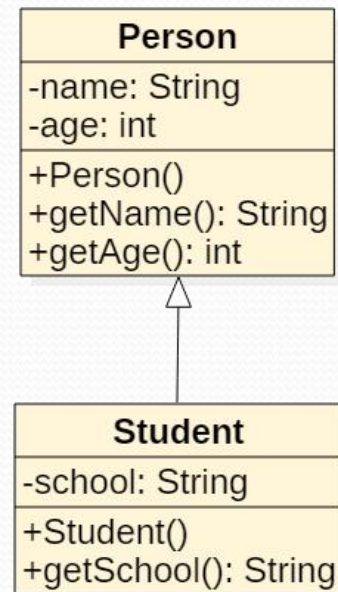 Person
-name: String
-age: int
+Person()
+getName(): String
+getAge(): int
Student
-school: String
+Student()
+getSchool(): String